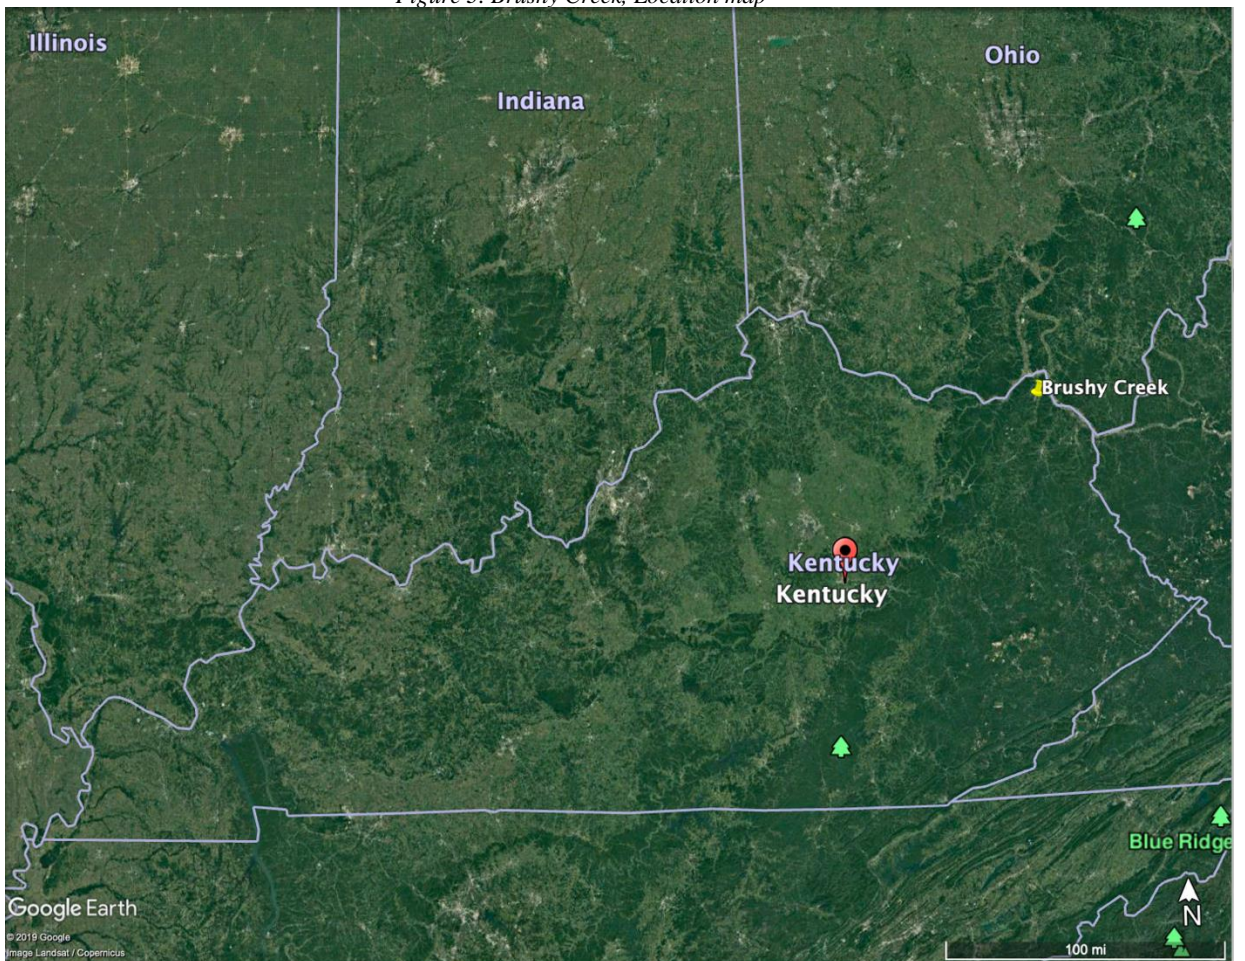 Figure 3. Brushy Creek, Location map
Illinois
Ohio
Indiana
Brushy Creek
Kentucky
Kentucky
Blue Ridge
N
100 mi
Google Earth
© 2019 Google
Image Landsat / Copernicus